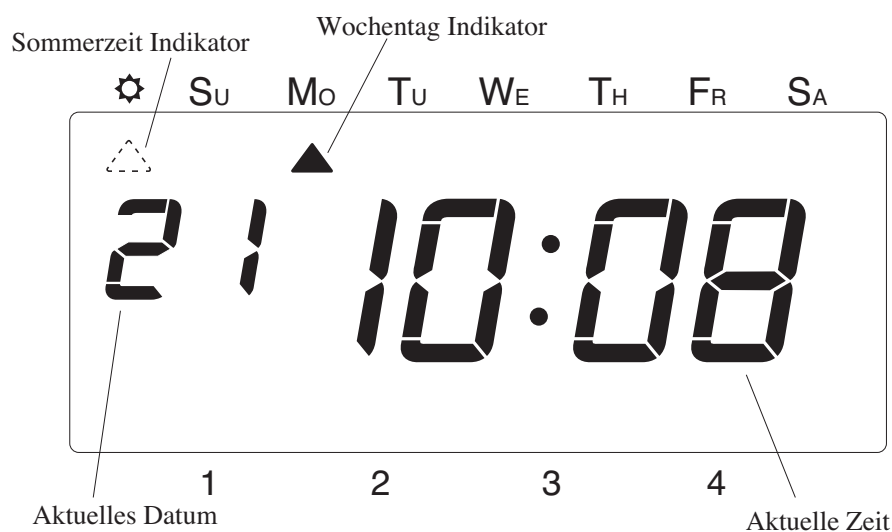 Wochentag Indikator
Sommerzeit Indikator
SU MO TU WE TH FR SA
21 10:08
1 2 3 4
Aktuelles Datum
Aktuelle Zeit